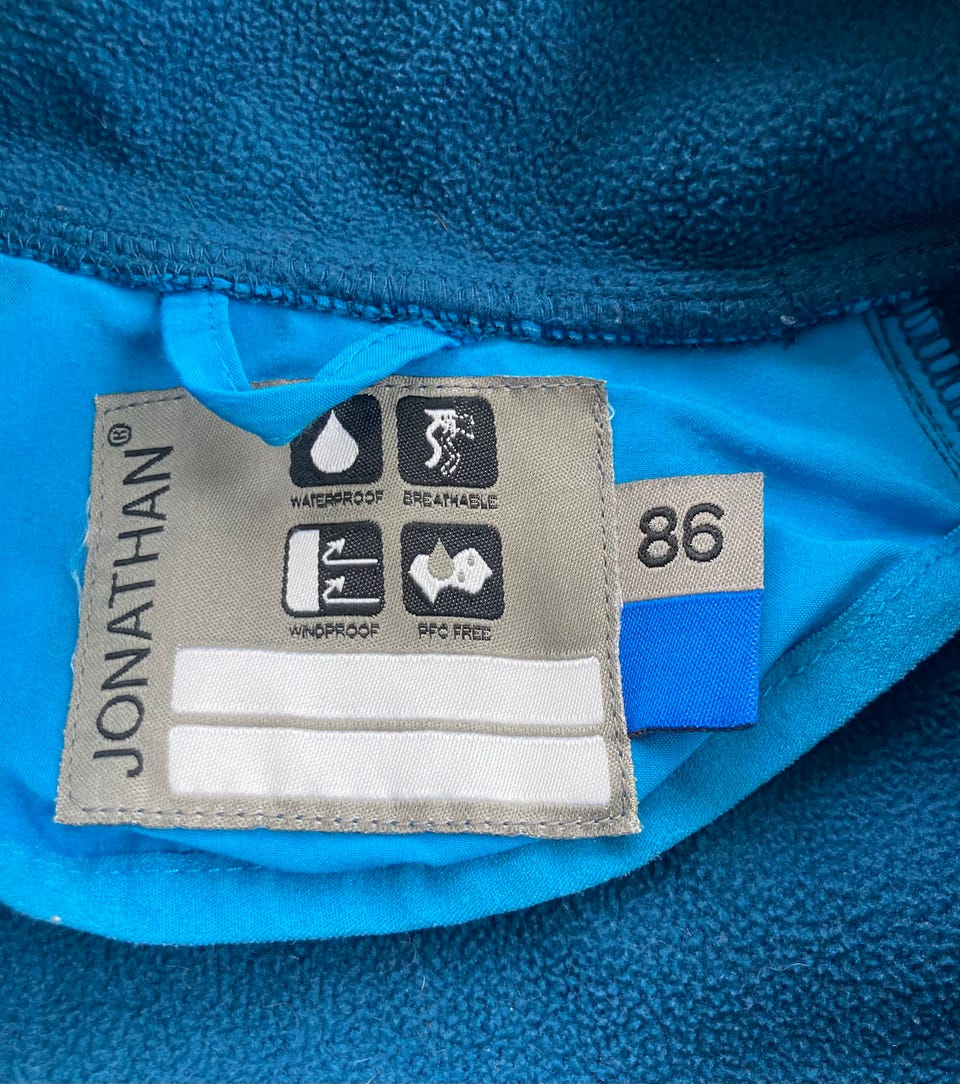 JONATHAN®
WATERPROOF
BREATHABLE
WINDPROOF
PFC FREE
86